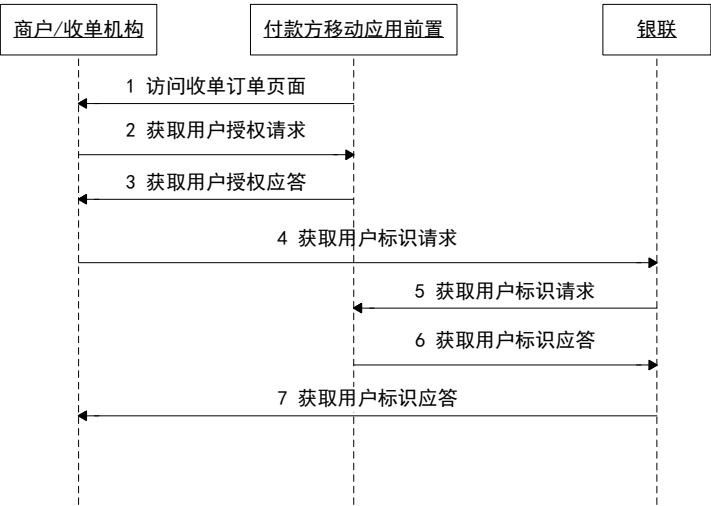 商户/收单机构
付款方移动应用前置
银联
1 访问收单订单页面
2 获取用户授权请求
3 获取用户授权应答
4 获取用户标识请求
5 获取用户标识请求
6 获取用户标识应答
7 获取用户标识应答